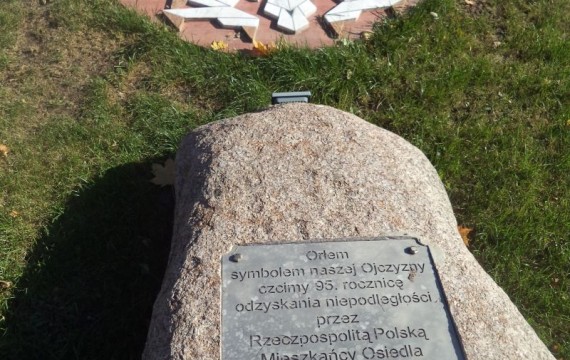 Orłem
symbolem naszej Ojczyzny
czcimy 95. rocznicę
odzyskania niepodległości
przez
Rzeczpospolitą Polską
Mieszkańcy Osiedla